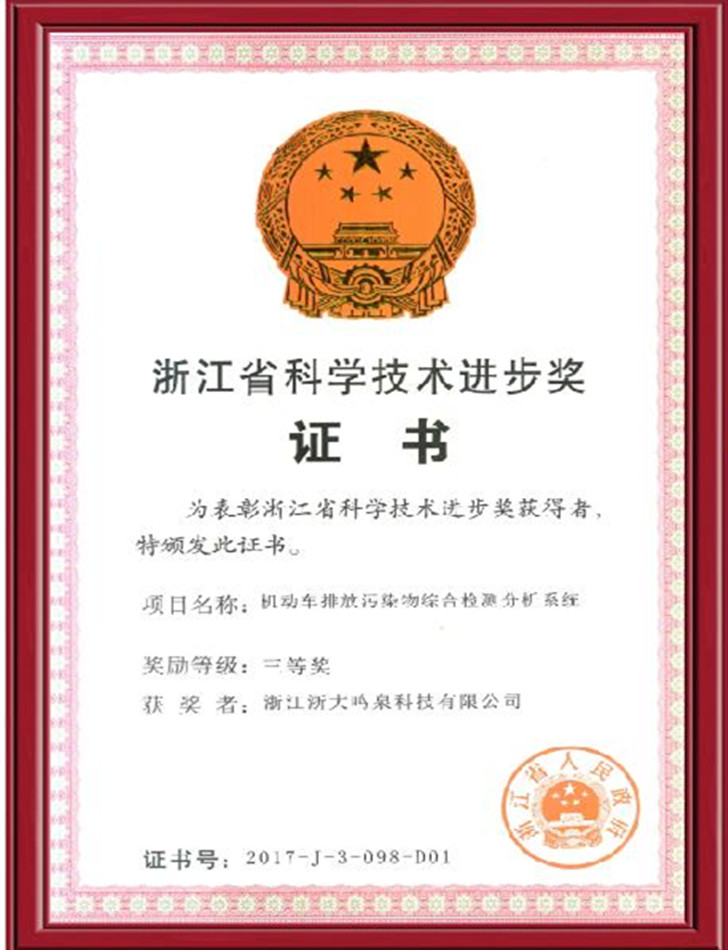 浙江省科学技术进步奖
证 书
为表彰浙江省科学技术进步奖获得者，
特颁发此证书。
项目名称：机动车排放污染物综合检测分析系统
奖励等级：三等奖
获 奖 者：浙江浙大鸣泉科技有限公司
浙江省人民政府
证书号：2017-J-3-098-D01